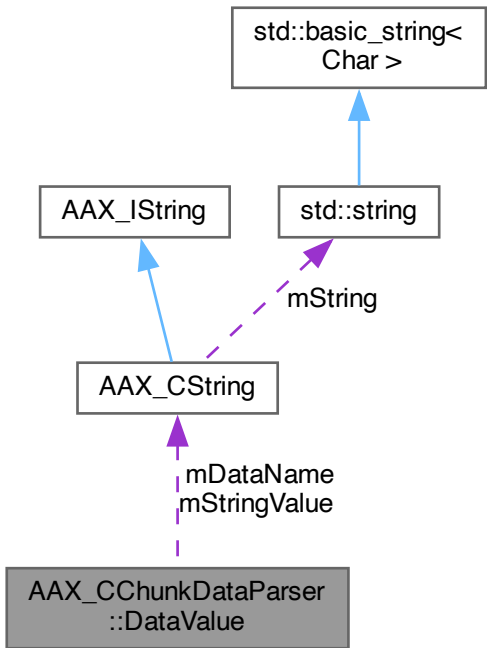 std::basic_string<
Char >
AAX_IString
std::string
mString
AAX_CString
mDataName
mStringValue
AAX_CChunkDataParser
::DataValue